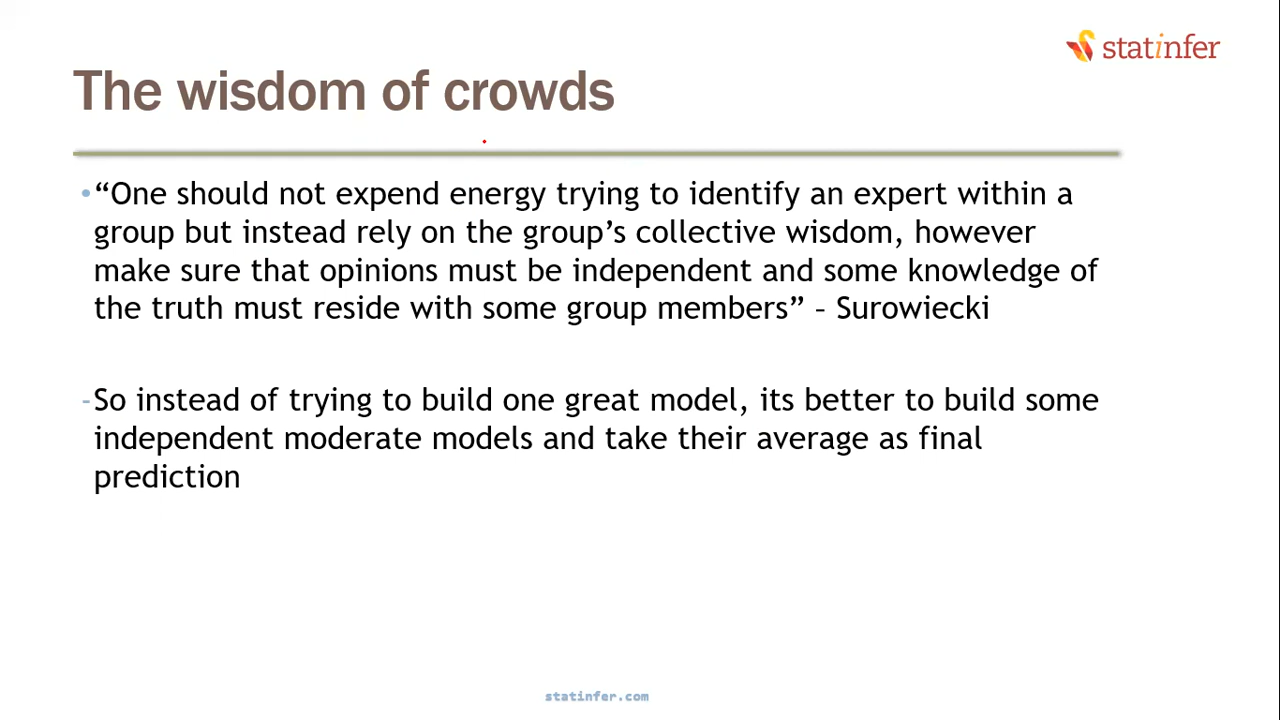 statinfer
The wisdom of crowds
•“One should not expend energy trying to identify an expert within a
group but instead rely on the group’s collective wisdom, however
make sure that opinions must be independent and some knowledge of
the truth must reside with some group members” – Surowiecki
-So instead of trying to build one great model, its better to build some
independent moderate models and take their average as final
prediction
statinfer.com